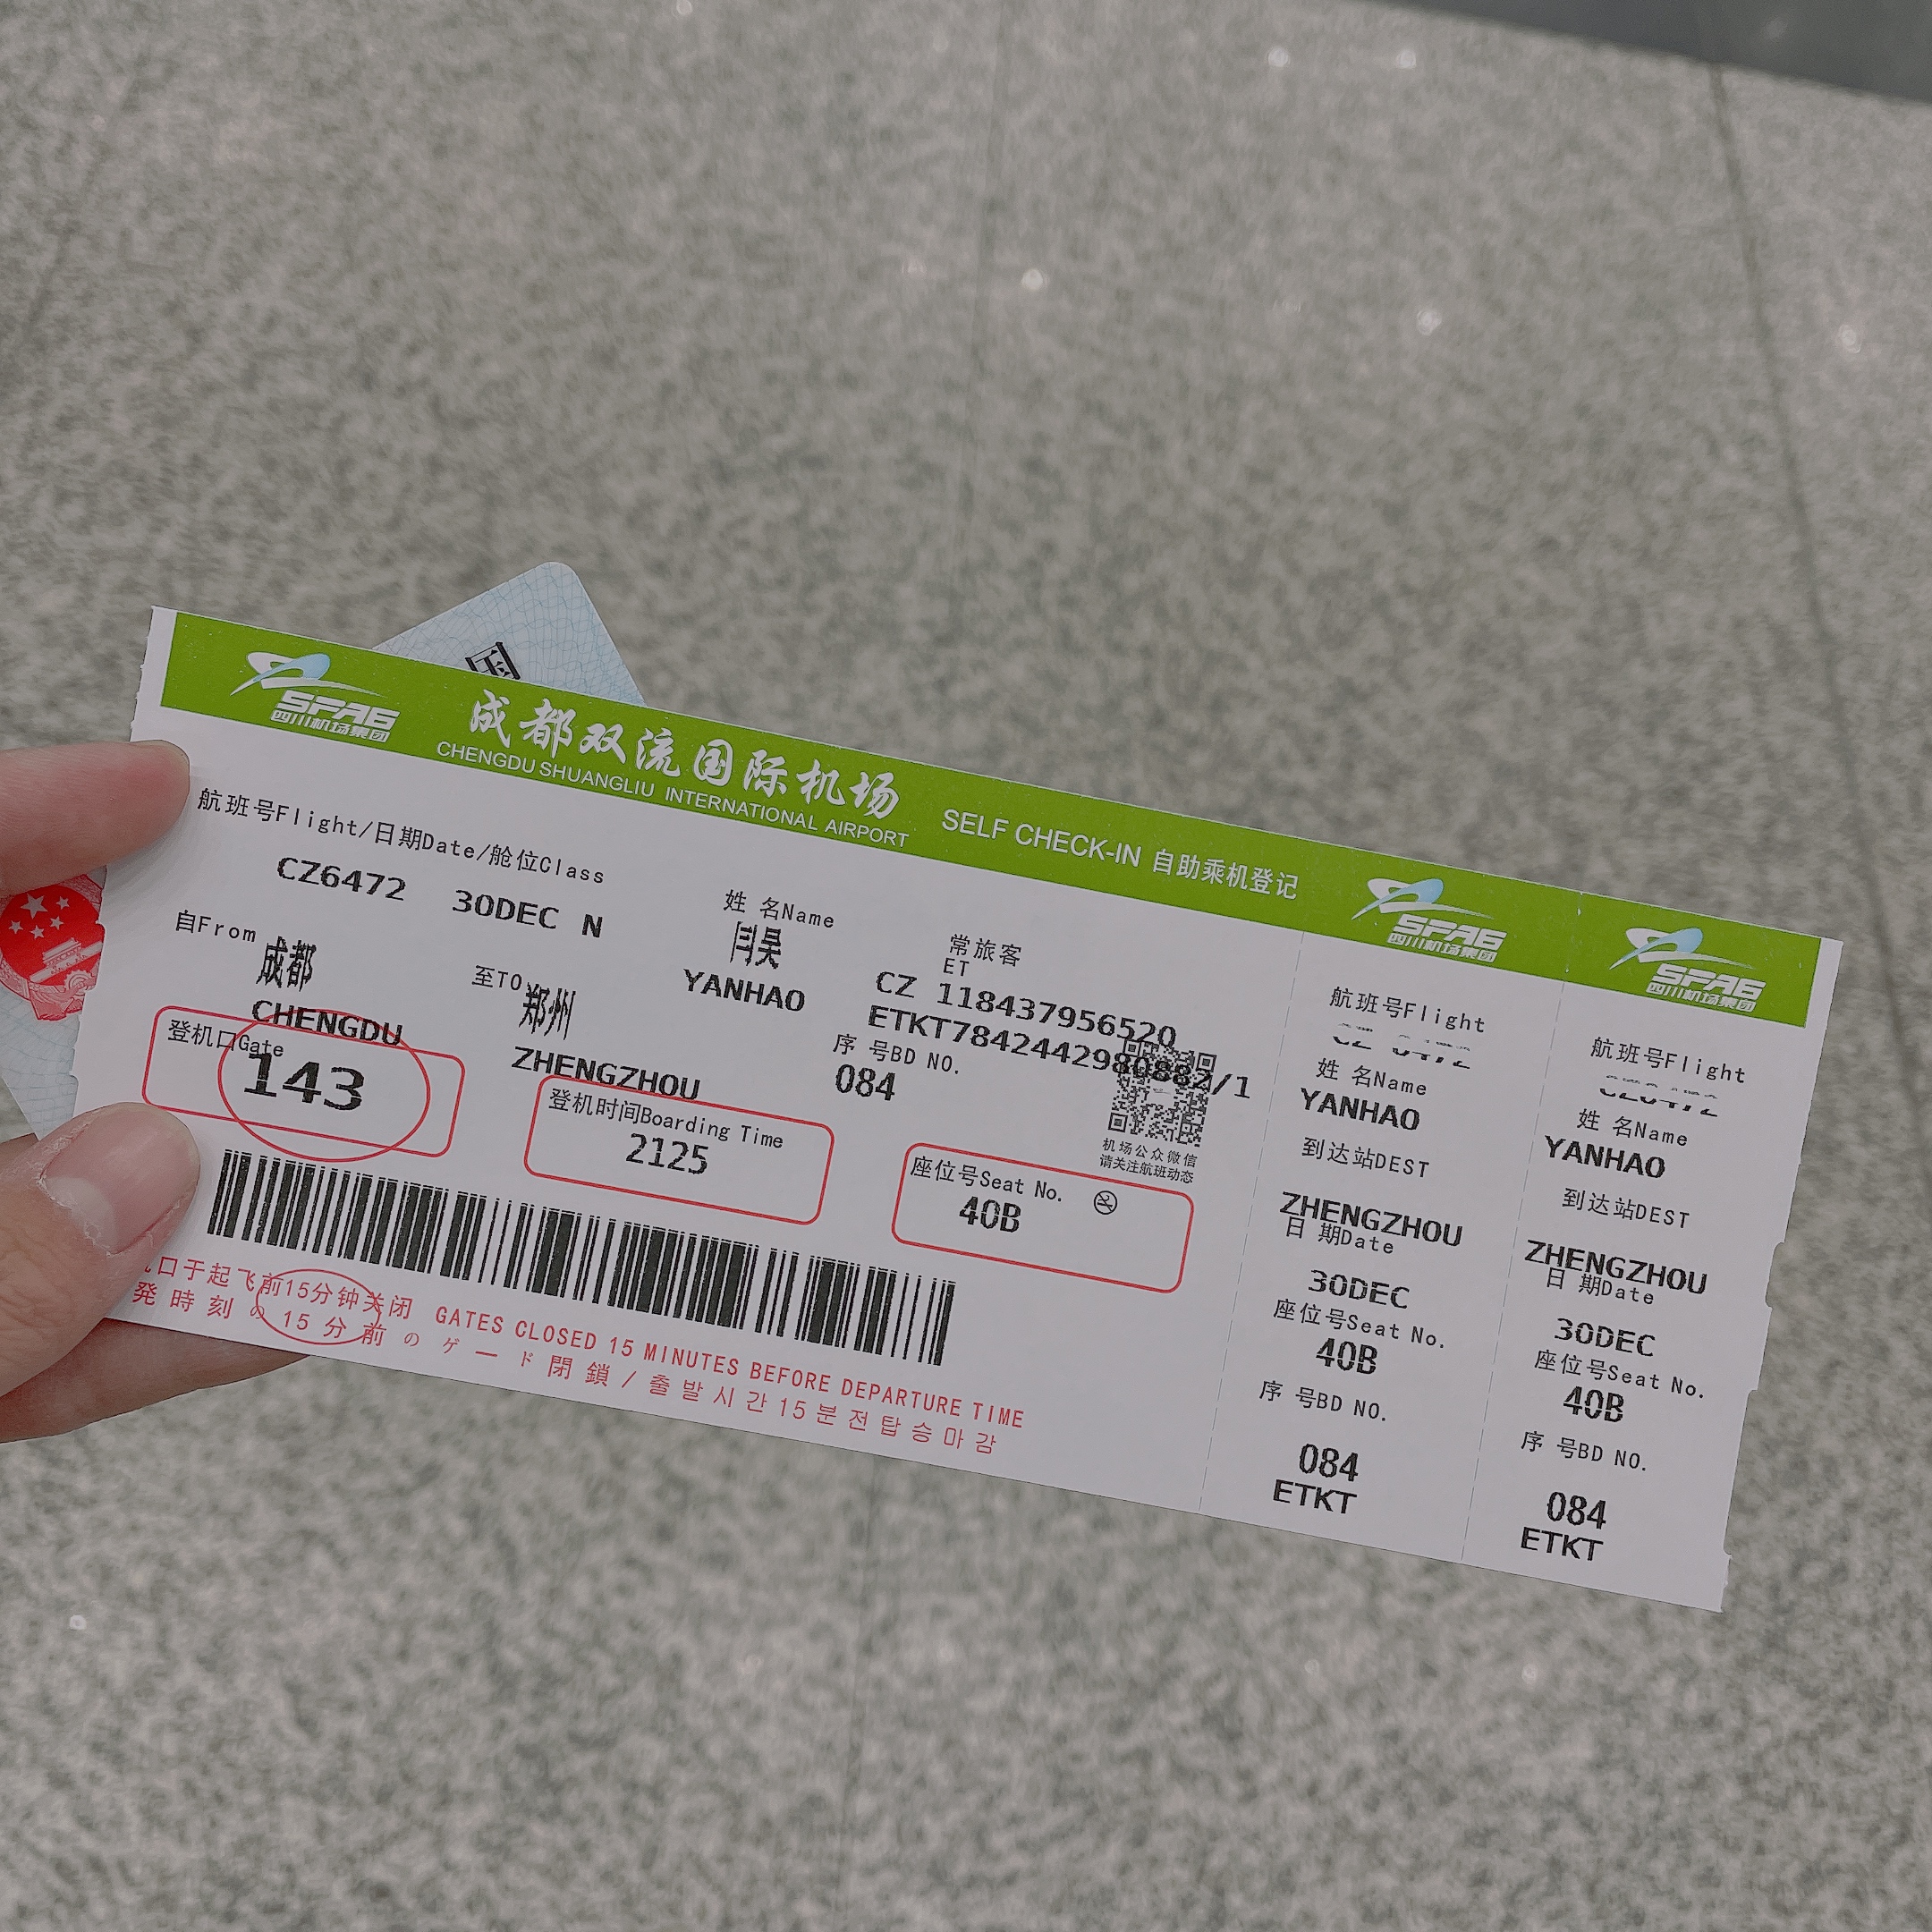 国
SPAG
四川机场集团
成都双流国际机场
CHENGDU SHUANGLIU INTERNATIONAL AIRPORT
SELF CHECK-IN 自助乘机登记
航班号Flight/日期Date/舱位Class
CZ6472 30DEC N
姓 名Name
闫昊
YANHAO
常旅客
ET
CZ 118437956520
ETKT7842442980882/1
自From 成都
CHENGDU
至TO 郑州
ZHENGZHOU
序 号BD NO.
084
登机口Gate
143
登机时间Boarding Time
2125
座位号Seat No.
40B
机场公众微信
请关注航班动态
口于起飞前15分钟关闭 GATES CLOSED 15 MINUTES BEFORE DEPARTURE TIME
発時刻の15分前のゲード閉鎖/출발시간15분전탑승마감
SPAG
四川机场集团
航班号Flight
姓 名Name
YANHAO
到达站DEST
ZHENGZHOU
日 期Date
30DEC
座位号Seat No.
40B
序 号BD NO.
084
ETKT
SPAG
四川机场集团
航班号Flight
姓 名Name
YANHAO
到达站DEST
ZHENGZHOU
日 期Date
30DEC
座位号Seat No.
40B
序 号BD NO.
084
ETKT